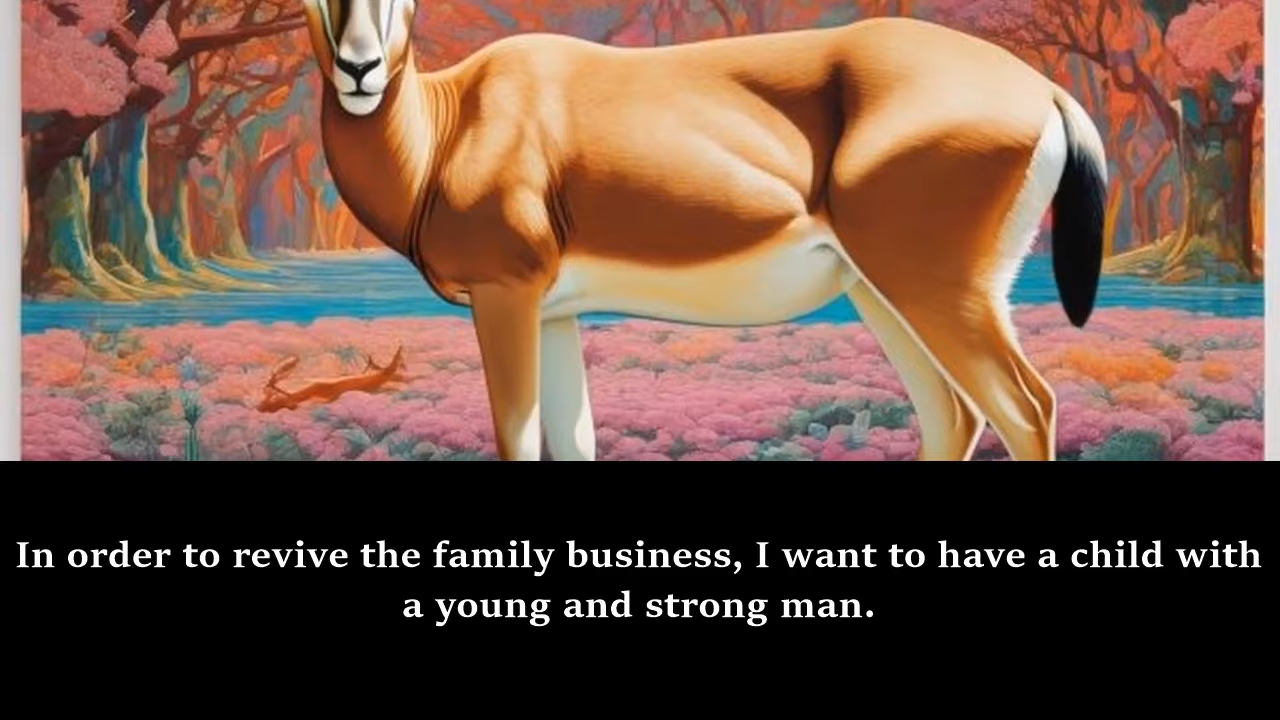 In order to revive the family business, I want to have a child with
a young and strong man.